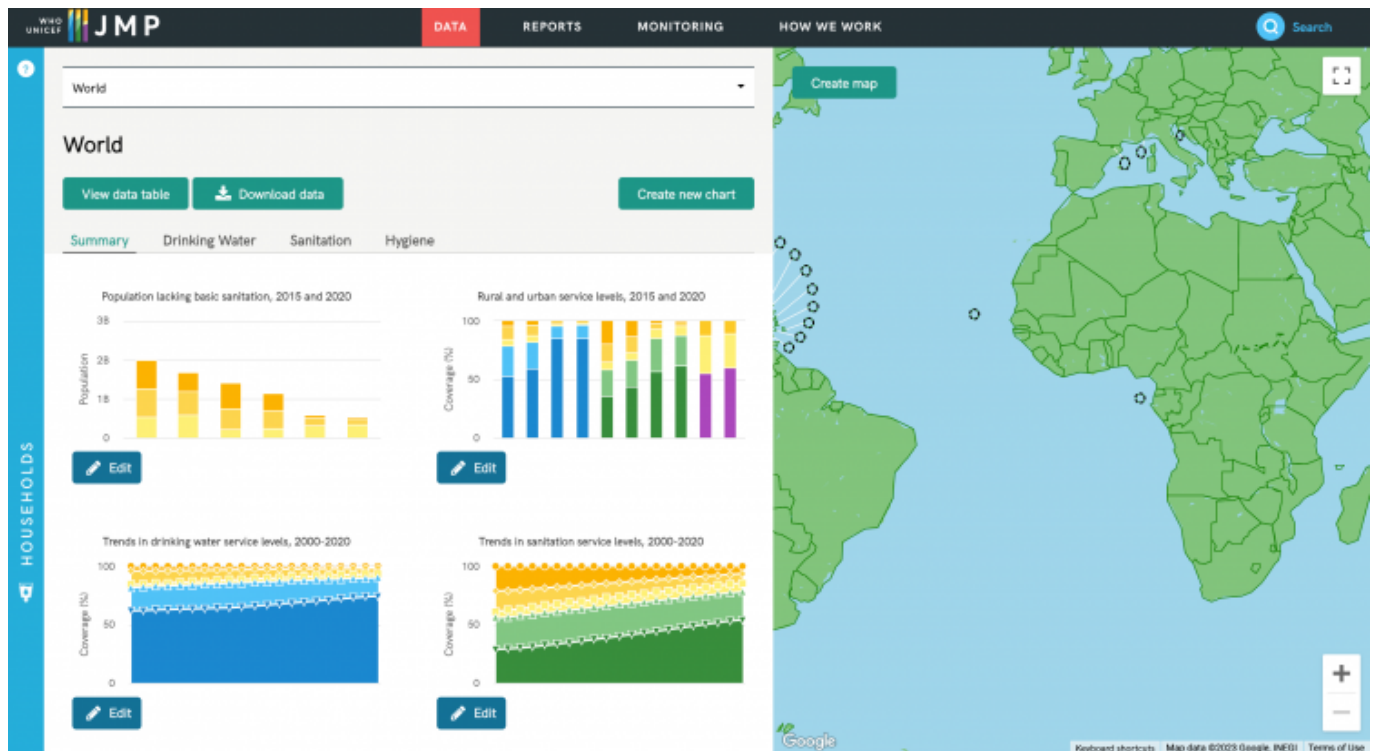 WHO
UNICEF
JMP
DATA
REPORTS
MONITORING
HOW WE WORK
Search
?
HOUSEHOLDS
World
World
View data table
Download data
Create new chart
Summary
Drinking Water
Sanitation
Hygiene
Population lacking basic sanitation, 2015 and 2020
3B
2B
1B
0
Population
Edit
Rural and urban service levels, 2015 and 2020
100
50
0
Coverage (%)
Edit
Trends in drinking water service levels, 2000-2020
100
50
0
Coverage (%)
Edit
Trends in sanitation service levels, 2000-2020
100
50
0
Coverage (%)
Edit
Create map
Google
Keyboard shortcuts
Map data ©2023 Google, INEGI
Terms of Use